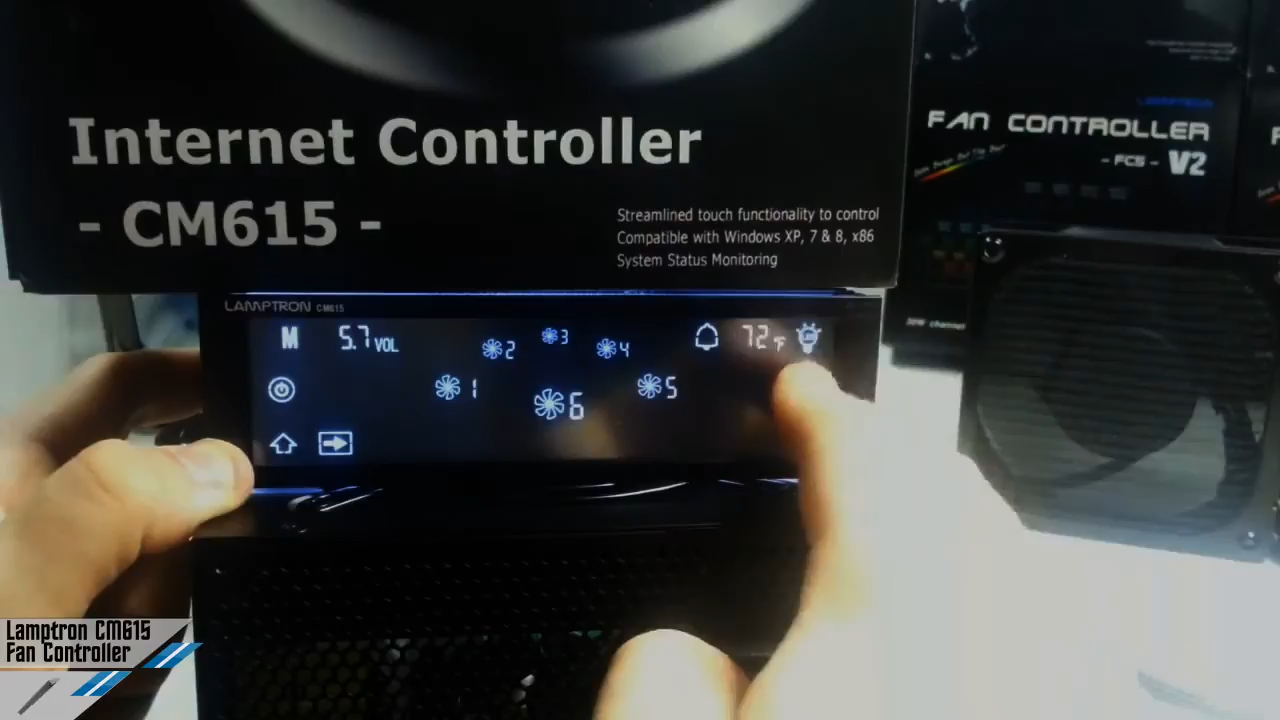 Internet Controller
- CM615 -
Streamlined touch functionality to control
Compatible with Windows XP, 7 & 8, x86
System Status Monitoring
LAMPTRON
FAN CONTROLLER
- FC5 - V2
LAMPTRON CM615
M 5.7 VOL 2 3 4 72°F
1 6 5
Lamptron CM615
Fan Controller